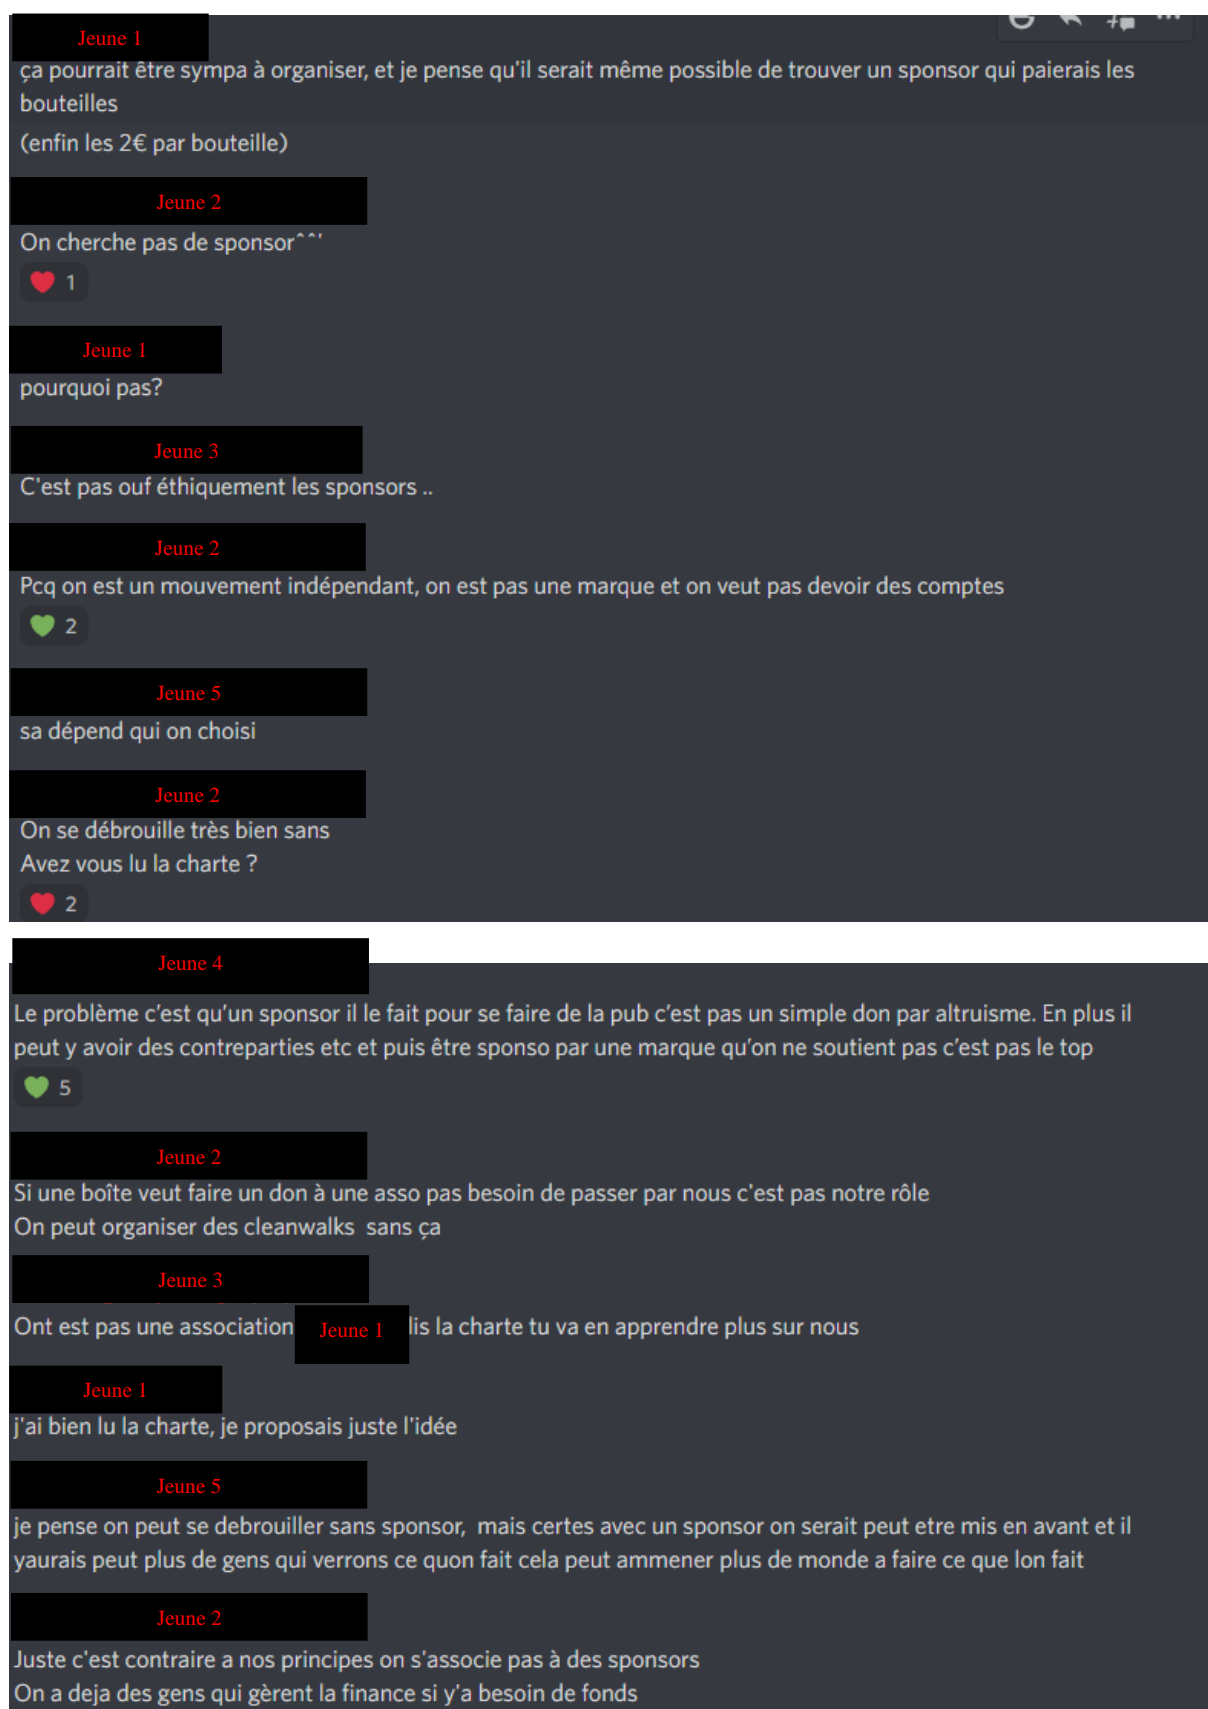 Jeune 1
ça pourrait être sympa à organiser, et je pense qu'il serait même possible de trouver un sponsor qui paierais les
bouteilles
(enfin les 2€ par bouteille)
Jeune 2
On cherche pas de sponsor^^'
1
Jeune 1
pourquoi pas?
Jeune 3
C'est pas ouf éthiquement les sponsors ..
Jeune 2
Pcq on est un mouvement indépendant, on est pas une marque et on veut pas devoir des comptes
2
Jeune 5
sa dépend qui on choisi
Jeune 2
On se débrouille très bien sans
Avez vous lu la charte ?
2
Jeune 4
Le problème c’est qu’un sponsor il le fait pour se faire de la pub c’est pas un simple don par altruisme. En plus il
peut y avoir des contreparties etc et puis être sponso par une marque qu’on ne soutient pas c’est pas le top
5
Jeune 2
Si une boîte veut faire un don à une asso pas besoin de passer par nous c'est pas notre rôle
On peut organiser des cleanwalks sans ça
Jeune 3
Ont est pas une association Jeune 1 lis la charte tu va en apprendre plus sur nous
Jeune 1
j'ai bien lu la charte, je proposais juste l'idée
Jeune 5
je pense on peut se debrouiller sans sponsor, mais certes avec un sponsor on serait peut etre mis en avant et il
yaurais peut plus de gens qui verrons ce quon fait cela peut ammener plus de monde a faire ce que lon fait
Jeune 2
Juste c'est contraire a nos principes on s'associe pas à des sponsors
On a deja des gens qui gèrent la finance si y'a besoin de fonds